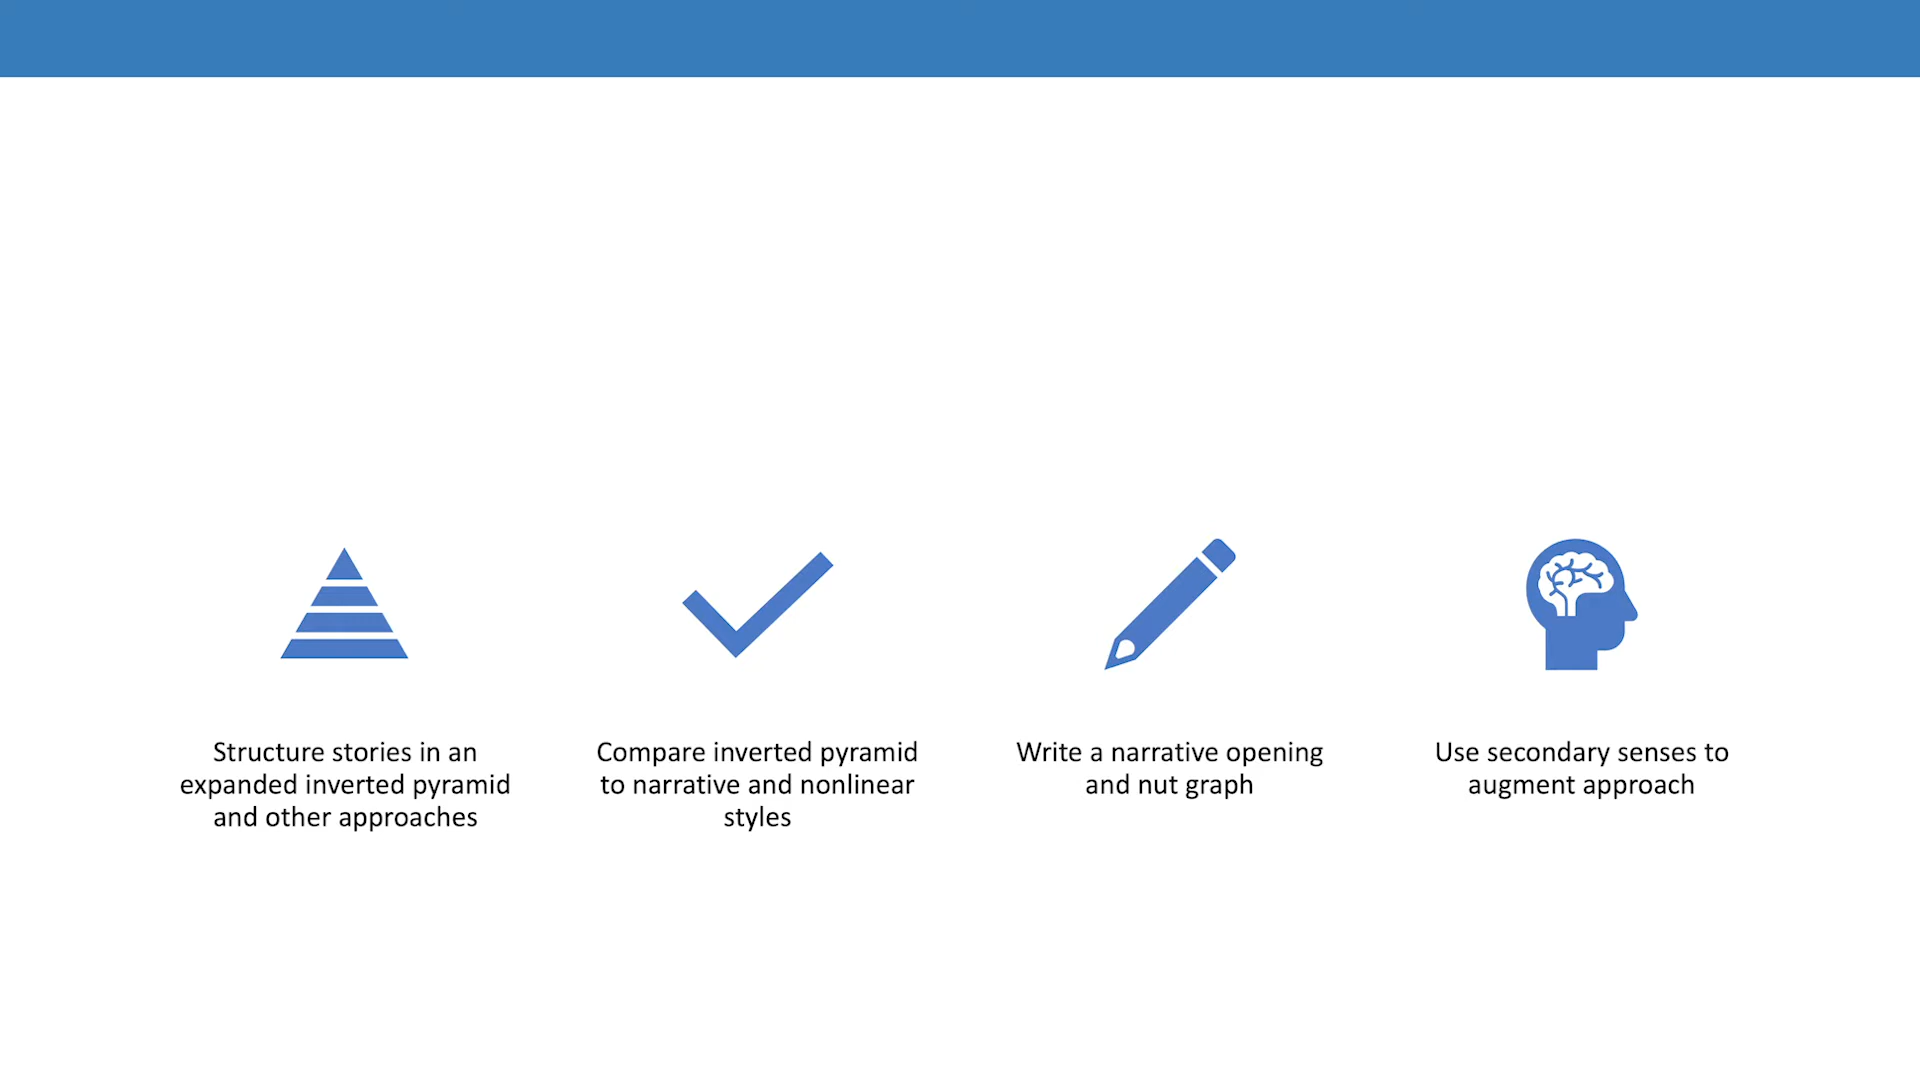 Structure stories in an
expanded inverted pyramid
and other approaches
Compare inverted pyramid
to narrative and nonlinear
styles
Write a narrative opening
and nut graph
Use secondary senses to
augment approach